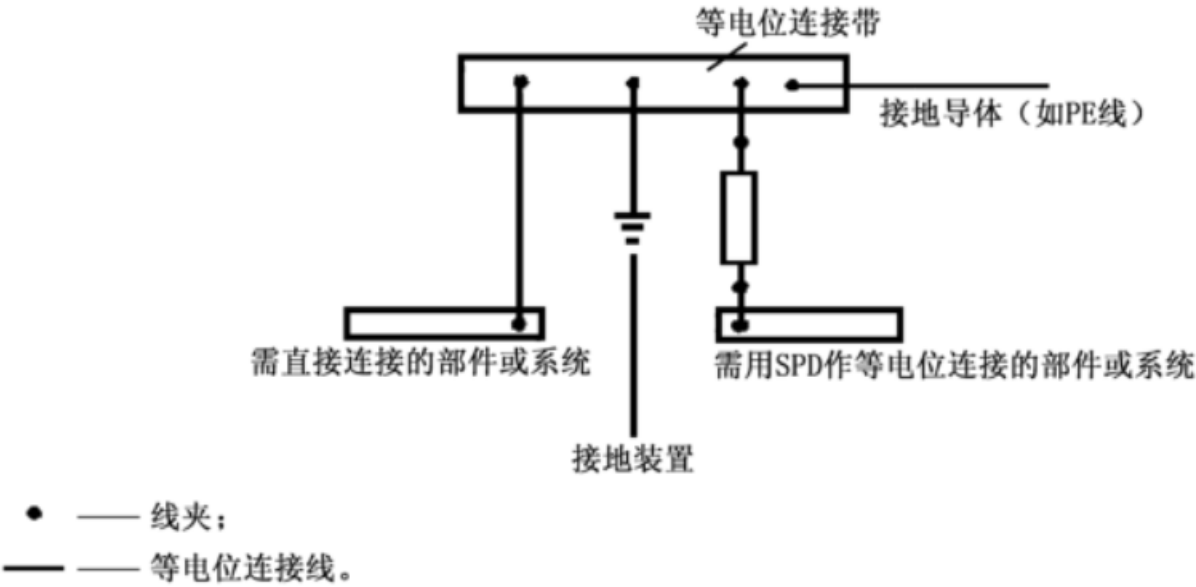 等电位连接带
接地导体（如PE线）
需直接连接的部件或系统
需用SPD作等电位连接的部件或系统
接地装置
线夹；
等电位连接线。